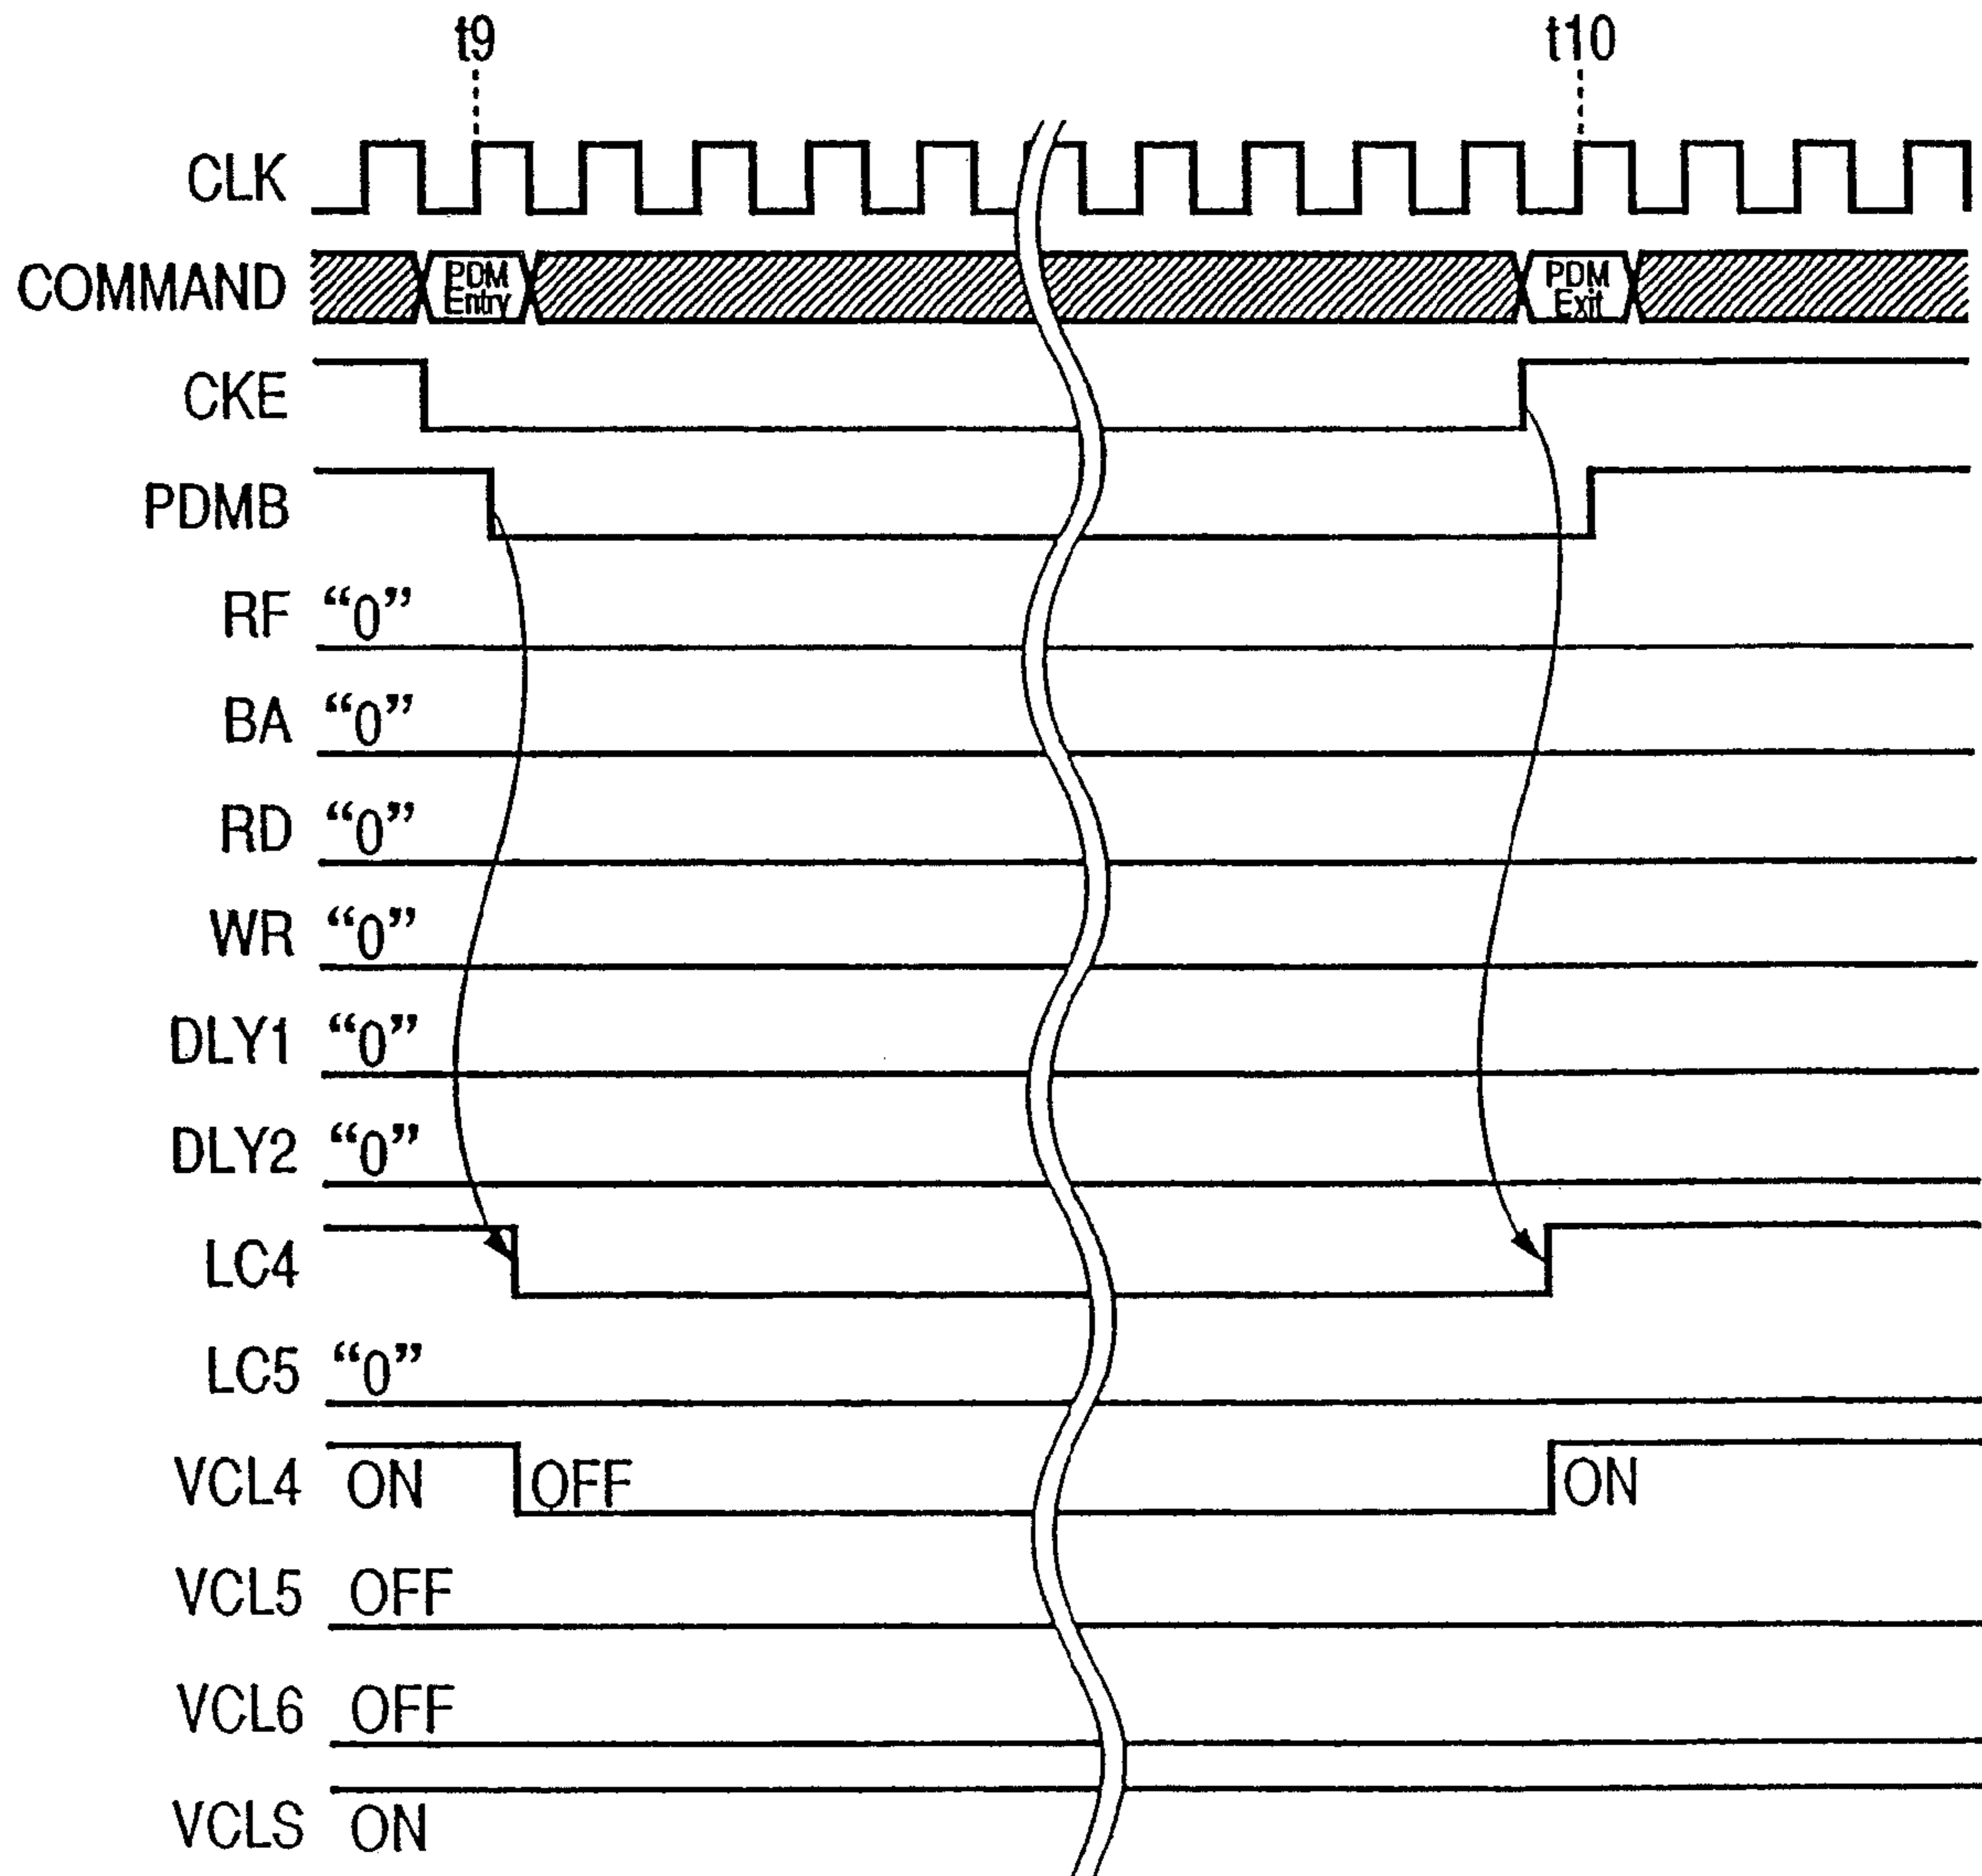 t9 t10
CLK
COMMAND PDM Entry PDM Exit
CKE
PDMB
RF “0”
BA “0”
RD “0”
WR “0”
DLY1 “0”
DLY2 “0”
LC4
LC5 “0”
VCL4 ON OFF ON
VCL5 OFF
VCL6 OFF
VCLS ON